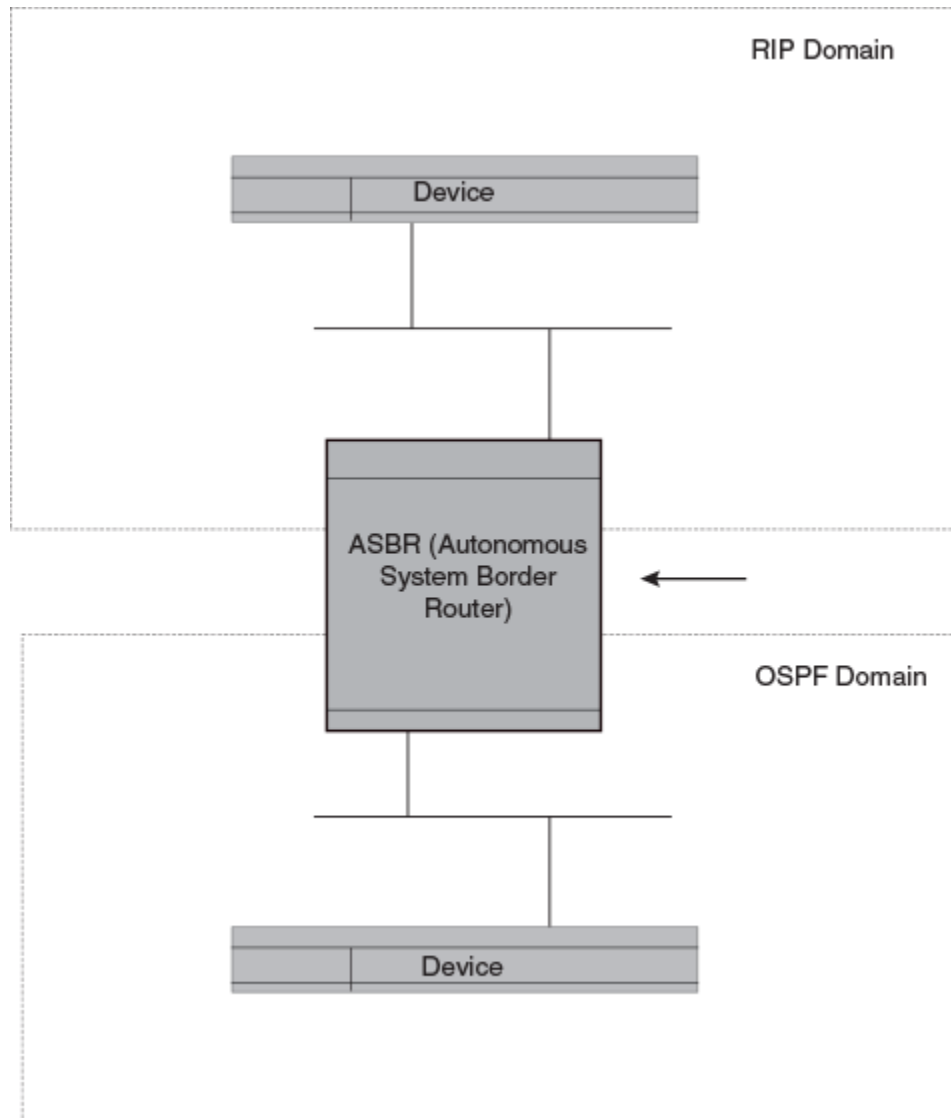 RIP Domain
Device
ASBR (Autonomous
System Border
Router)
OSPF Domain
Device